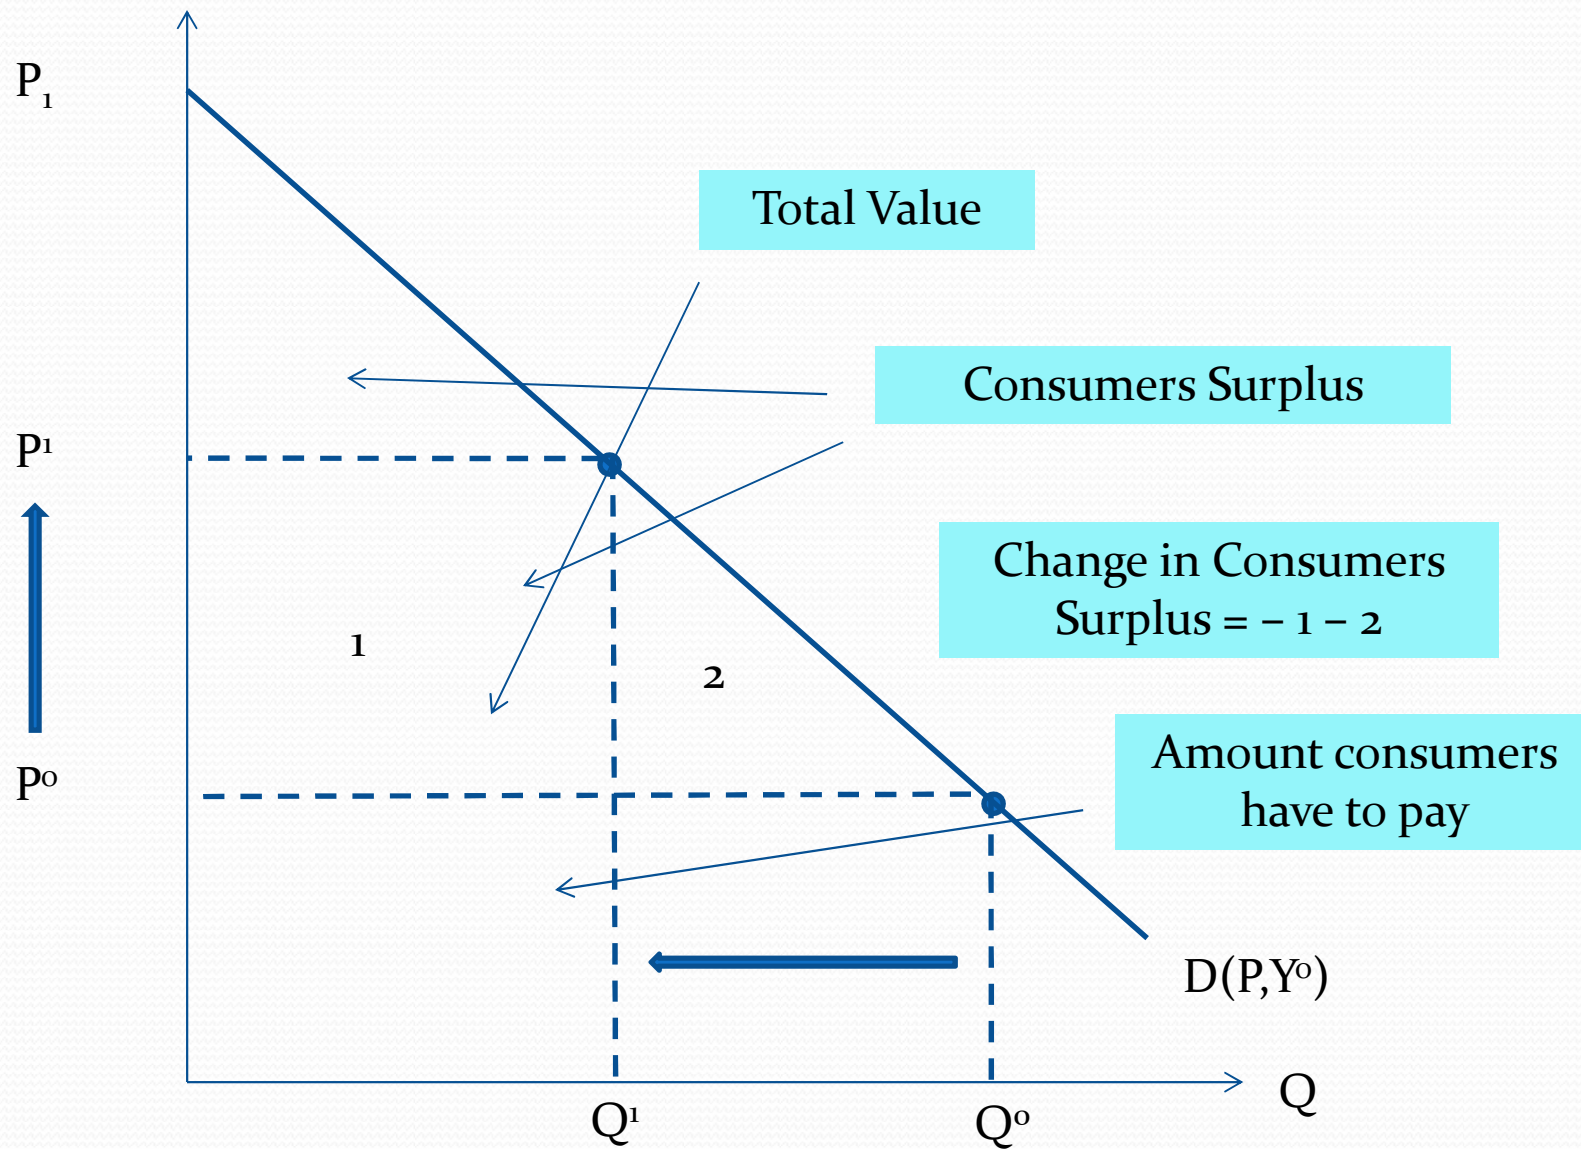 P₁
Total Value
Consumers Surplus
P¹
Change in Consumers
Surplus = – 1 – 2
1
2
Amount consumers
have to pay
P⁰
D(P,Y⁰)
Q
Q¹
Q⁰